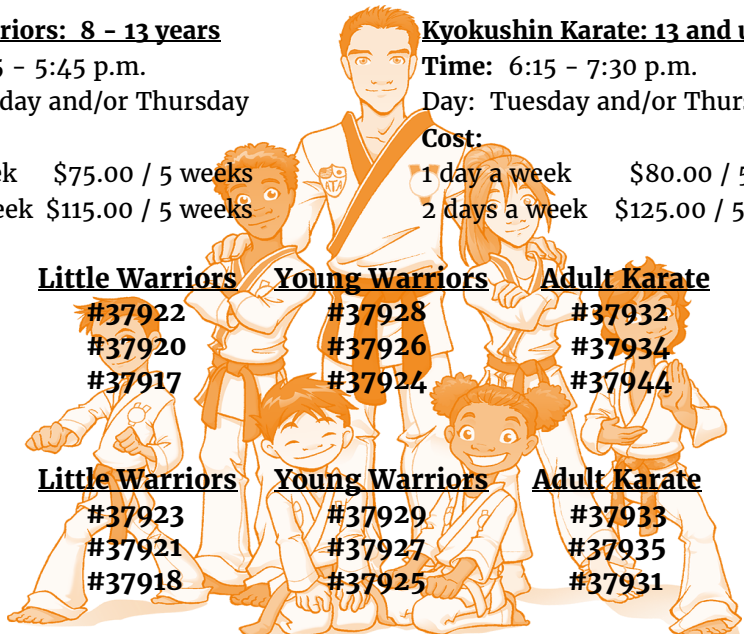 riors: 8 - 13 years
5 - 5:45 p.m.
day and/or Thursday
ek $75.00 / 5 weeks
eek $115.00 / 5 weeks
Kyokushin Karate: 13 and u
Time: 6:15 - 7:30 p.m.
Day: Tuesday and/or Thurs
Cost:
1 day a week $80.00 / 5
2 days a week $125.00 / 5
KTA
Little Warriors Young Warriors Adult Karate
#37922 #37928 #37932
#37920 #37926 #37934
#37917 #37924 #37944
Little Warriors Young Warriors Adult Karate
#37923 #37929 #37933
#37921 #37927 #37935
#37918 #37925 #37931